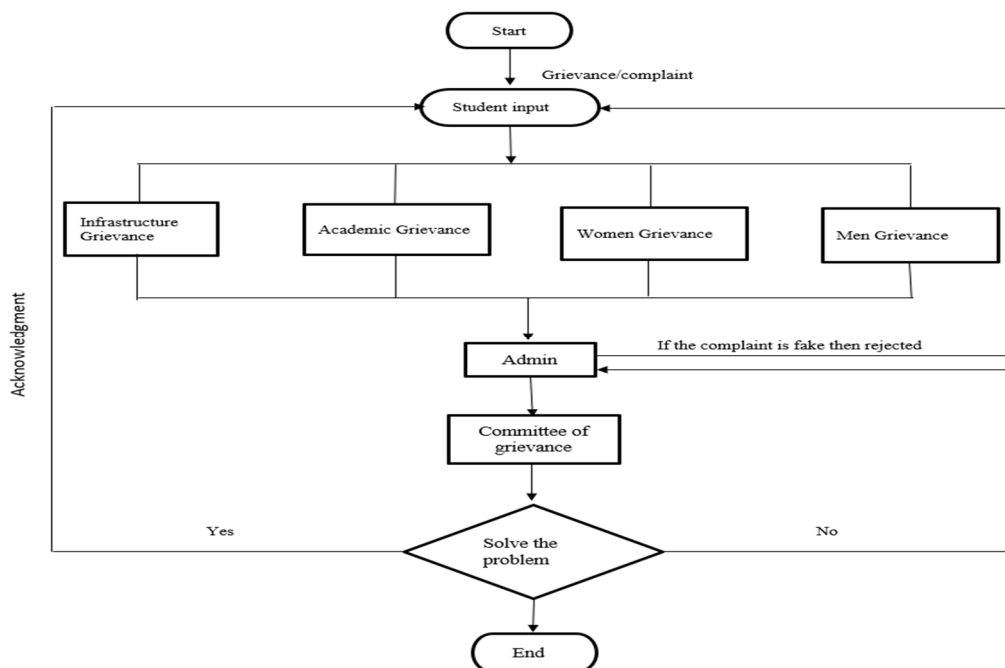 Start
Grievance/complaint
Student input
Infrastructure
Grievance
Academic Grievance
Women Grievance
Men Grievance
Acknowledgment
Admin
If the complaint is fake then rejected
Committee of
grievance
Yes
Solve the
problem
No
End